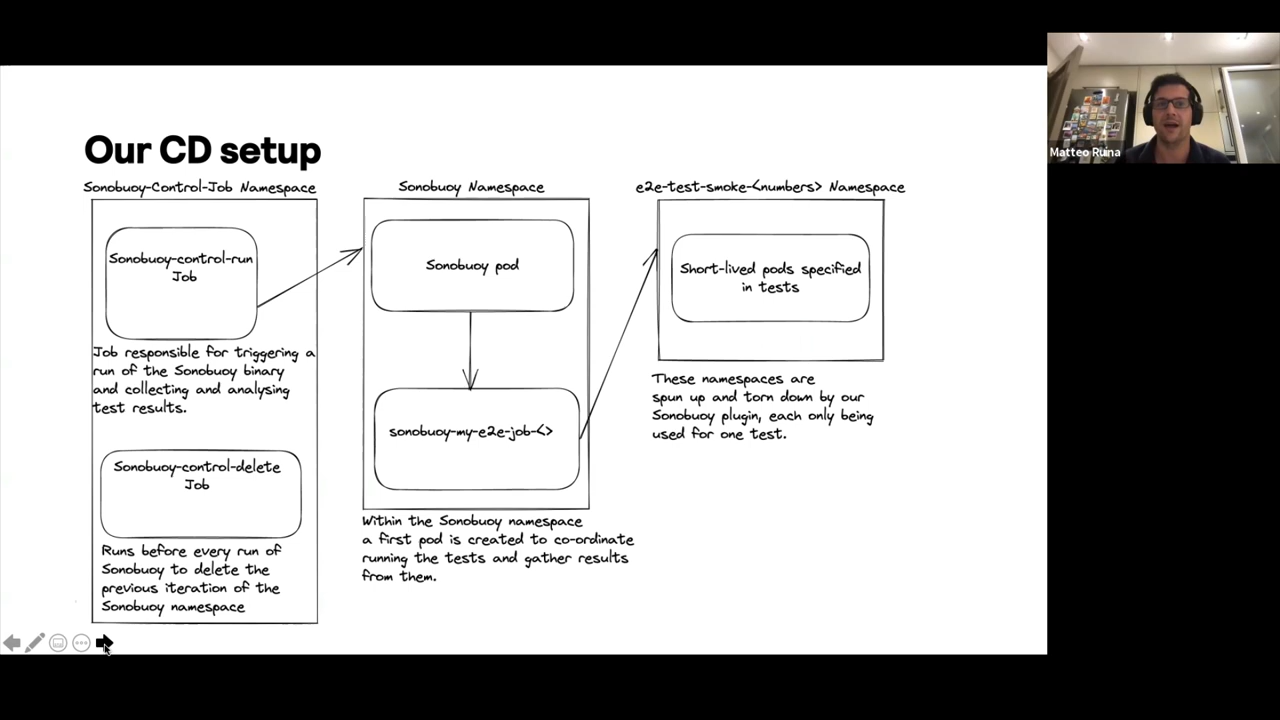 Our CD setup
Sonobuoy-Control-Job Namespace
Sonobuoy-control-run
Job
Job responsible for triggering a
run of the Sonobuoy binary
and collecting and analysing
test results.
Sonobuoy-control-delete
Job
Runs before every run of
Sonobuoy to delete the
previous iteration of the
Sonobuoy namespace
Sonobuoy Namespace
Sonobuoy pod
sonobuoy-my-e2e-job-<>
Within the Sonobuoy namespace
a first pod is created to co-ordinate
running the tests and gather results
from them.
e2e-test-smoke-<numbers> Namespace
Short-lived pods specified
in tests
These namespaces are
spun up and torn down by our
Sonobuoy plugin, each only being
used for one test.
Matteo Ruina